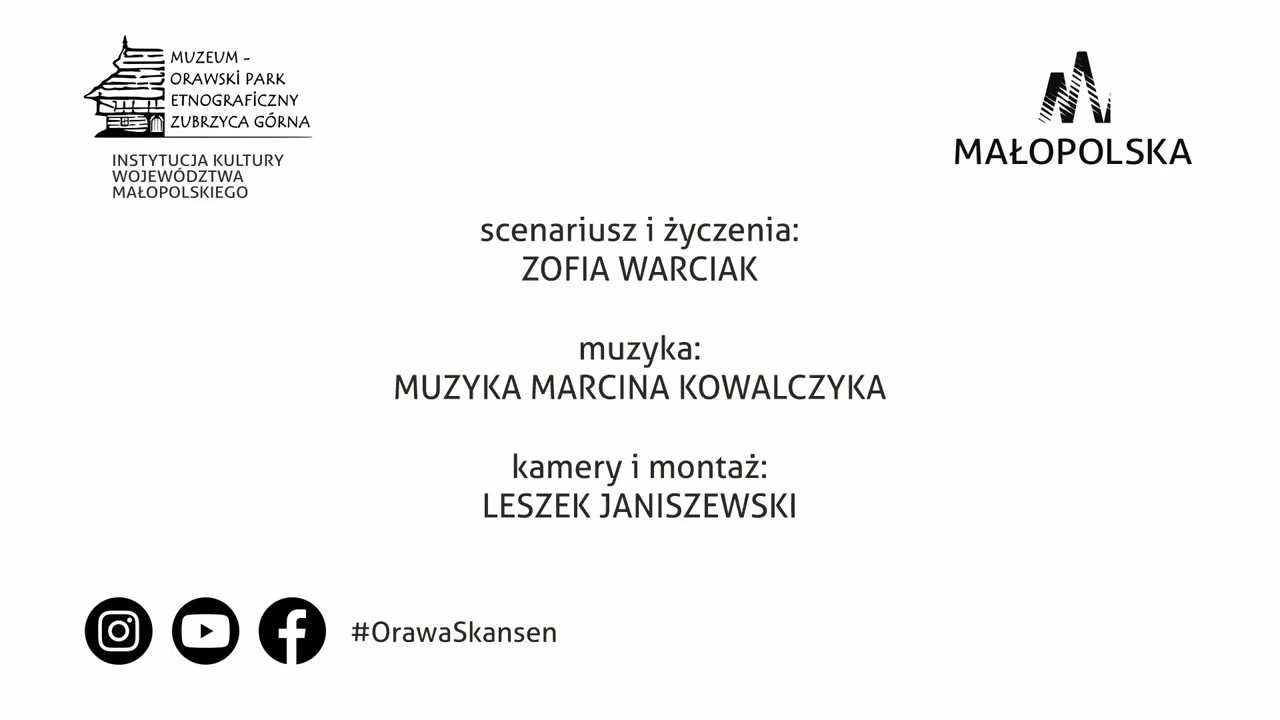 MUZEUM -
ORAWSKI PARK
ETNOGRAFICZNY
ZUBRZYCA GÓRNA
INSTYTUCJA KULTURY
WOJEWÓDZTWA
MAŁOPOLSKIEGO
MAŁOPOLSKA
scenariusz i życzenia:
ZOFIA WARCIAK
muzyka:
MUZYKA MARCINA KOWALCZYKA
kamery i montaż:
LESZEK JANISZEWSKI
#OrawaSkansen